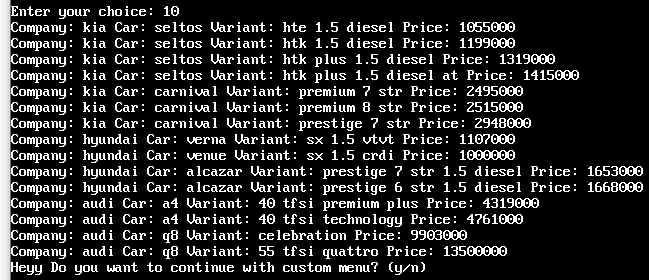 Enter your choice: 10
Company: kia Car: seltos Variant: hte 1.5 diesel Price: 1055000
Company: kia Car: seltos Variant: htk 1.5 diesel Price: 1199000
Company: kia Car: seltos Variant: htk plus 1.5 diesel Price: 1319000
Company: kia Car: seltos Variant: htk plus 1.5 diesel at Price: 1415000
Company: kia Car: carnival Variant: premium 7 str Price: 2495000
Company: kia Car: carnival Variant: premium 8 str Price: 2515000
Company: kia Car: carnival Variant: prestige 7 str Price: 2948000
Company: hyundai Car: verna Variant: sx 1.5 vtvt Price: 1107000
Company: hyundai Car: venue Variant: sx 1.5 crdi Price: 1000000
Company: hyundai Car: alcazar Variant: prestige 7 str 1.5 diesel Price: 1653000
Company: hyundai Car: alcazar Variant: prestige 6 str 1.5 diesel Price: 1668000
Company: audi Car: a4 Variant: 40 tfsi premium plus Price: 4319000
Company: audi Car: a4 Variant: 40 tfsi technology Price: 4761000
Company: audi Car: q8 Variant: celebration Price: 9903000
Company: audi Car: q8 Variant: 55 tfsi quattro Price: 13500000
Heyy Do you want to continue with custom menu? (y/n)